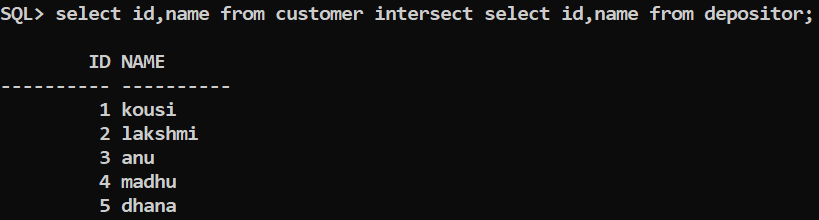 SQL> select id,name from customer intersect select id,name from depositor;
        ID NAME
---------- ----------
         1 kousi
         2 lakshmi
         3 anu
         4 madhu
         5 dhana